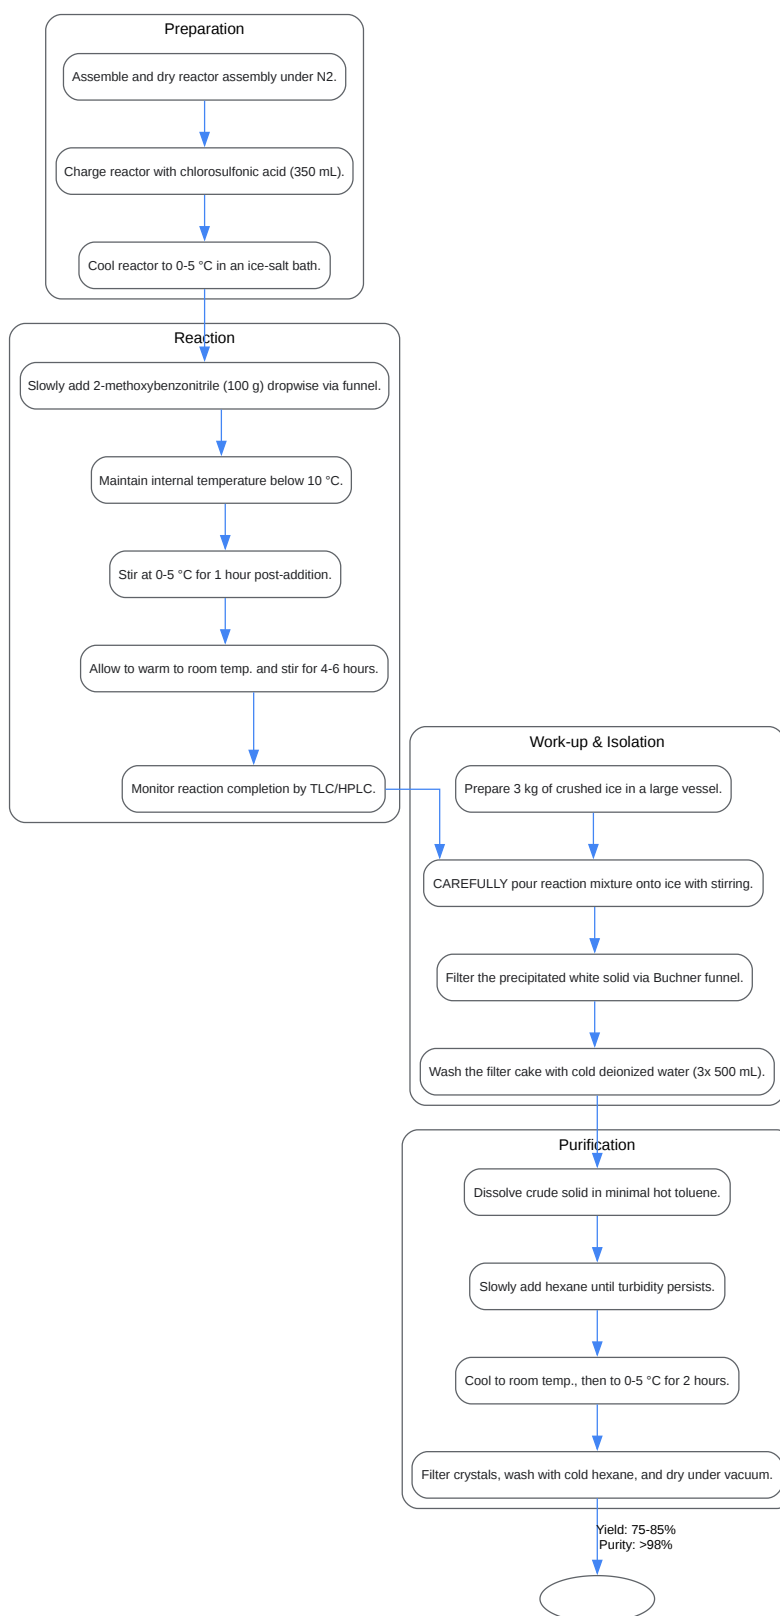 Preparation
Assemble and dry reactor assembly under N2.
Charge reactor with chlorosulfonic acid (350 mL).
Cool reactor to 0-5 °C in an ice-salt bath.
Reaction
Slowly add 2-methoxybenzonitrile (100 g) dropwise via funnel.
Maintain internal temperature below 10 °C.
Stir at 0-5 °C for 1 hour post-addition.
Allow to warm to room temp. and stir for 4-6 hours.
Monitor reaction completion by TLC/HPLC.
Work-up & Isolation
Prepare 3 kg of crushed ice in a large vessel.
CAREFULLY pour reaction mixture onto ice with stirring.
Filter the precipitated white solid via Buchner funnel.
Wash the filter cake with cold deionized water (3x 500 mL).
Purification
Dissolve crude solid in minimal hot toluene.
Slowly add hexane until turbidity persists.
Cool to room temp., then to 0-5 °C for 2 hours.
Filter crystals, wash with cold hexane, and dry under vacuum.
Yield: 75-85%
Purity: >98%